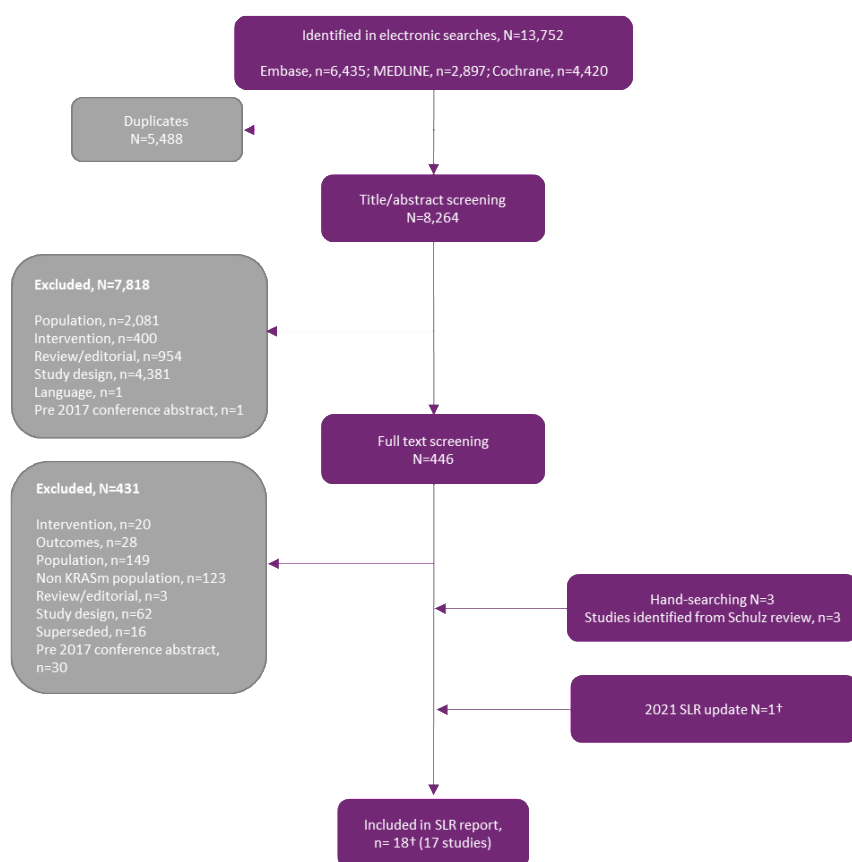 Identified in electronic searches, N=13,752
Embase, n=6,435; MEDLINE, n=2,897; Cochrane, n=4,420
Duplicates
N=5,488
Title/abstract screening
N=8,264
Excluded, N=7,818
Population, n=2,081
Intervention, n=400
Review/editorial, n=954
Study design, n=4,381
Language, n=1
Pre 2017 conference abstract, n=1
Full text screening
N=446
Excluded, N=431
Intervention, n=20
Outcomes, n=28
Population, n=149
Non KRASm population, n=123
Review/editorial, n=3
Study design, n=62
Superseded, n=16
Pre 2017 conference abstract,
n=30
Hand-searching N=3
Studies identified from Schulz review, n=3
2021 SLR update N=1†
Included in SLR report,
n= 18† (17 studies)